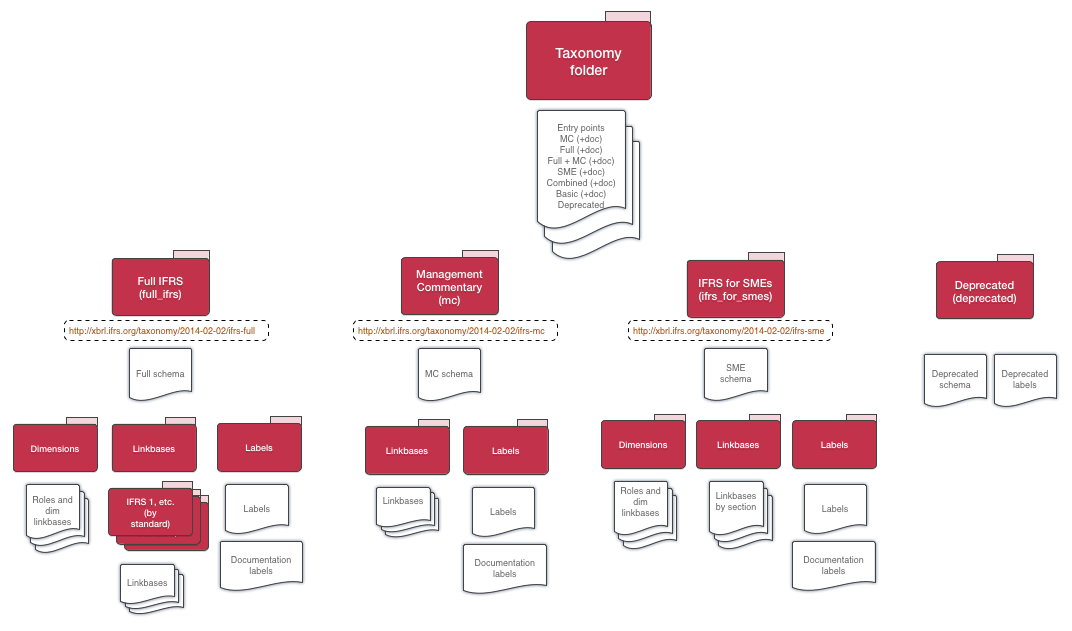 Taxonomy
folder
Entry points
MC (+doc)
Full (+doc)
Full + MC (+doc)
SME (+doc)
Combined (+doc)
Basic (+doc)
Deprecated
Full IFRS
(full_ifrs)
Management
Commentary
(mc)
IFRS for SMEs
(ifrs_for_smes)
Deprecated
(deprecated)
http://xbrl.ifrs.org/taxonomy/2014-02-02/ifrs-full
http://xbrl.ifrs.org/taxonomy/2014-02-02/ifrs-mc
http://xbrl.ifrs.org/taxonomy/2014-02-02/ifrs-sme
Full schema
MC schema
SME
schema
Deprecated
schema
Deprecated
labels
Dimensions
Linkbases
Labels
Linkbases
Labels
Dimensions
Linkbases
Labels
Roles and
dim
linkbases
IFRS 1, etc.
(by
standard)
Labels
Linkbases
Labels
Roles and
dim
linkbases
Linkbases
by section
Labels
Linkbases
Documentation
labels
Documentation
labels
Documentation
labels